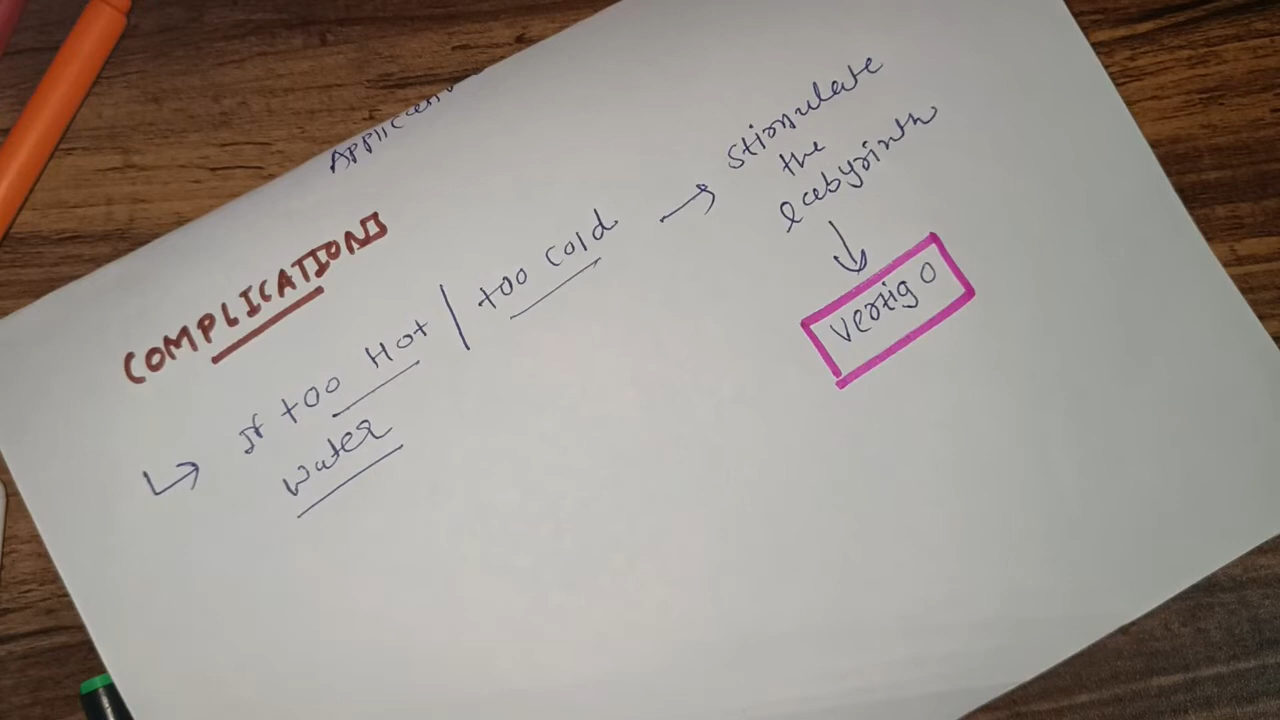 COMPLICATIONS
If too Hot / too cold → Stimulate
the
labyrinth
water
↓
Vertigo